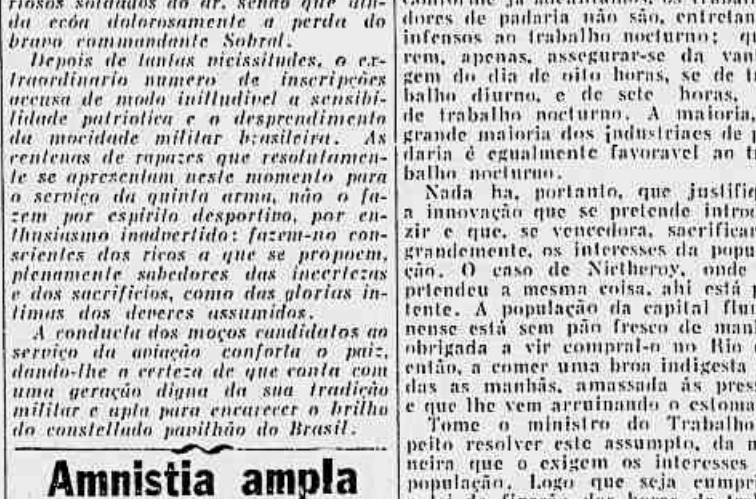 riosos soldados do ar, sendo que ain-
da ecôa dolorosamente a perda do
bravo commandante Sobral.
Depois de tantas vicissitudes, o ex-
traordinario numero de inscripções
accusa de modo inilludivel a sensibi-
lidade patriotica e o desprendimento
da mocidade militar brasileira. As
centenas de rapazes que resolutamen-
te se apresentam neste momento para
o serviço da quinta arma, não o fa-
zem por espirito desportivo, por en-
thusiasmo inadvertido; fazem-no con-
scientes dos ricos a que se propoem,
plenamente sabedores das incertezas
e dos sacrificios, como das glorias in-
timas dos deveres assumidos.
A conducta dos moços candidatos ao
serviço da aviação conforta o paiz,
dando-lhe a certeza de que conta com
uma geração digna da sua tradição
militar e apta para encarecer o brilho
do constellado pavilhão do Brasil.
Amnistia ampla
dores de padaria não são, entretan
infensos ao trabalho nocturno; qu
rem, apenas, assegurar-se da van
gem do dia de oito horas, se de t
balho diurno, e de sete horas,
de trabalho nocturno. A maioria,
grande maioria dos industriaes de
daria é egualmente favoravel ao t
balho nocturno.
Nada ha, portanto, que justifiq
a innovação que se pretende intro
zir e que, se vencedora, sacrificar
grandemente, os interesses da popu
ção. O caso de Nictheroy, onde
pretendeu a mesma coisa, ahi está p
tente. A população da capital flu
nense está sem pão fresco de man
obrigada a vir compral-o no Rio
então, a comer uma broa indigesta
das as manhãs, amassada ás pres
e que lhe vem arruinando o estoma
Tome o ministro do Trabalho
peito resolver este assumpto, da m
neira que o exigem os interesses
população. Logo que seja cump